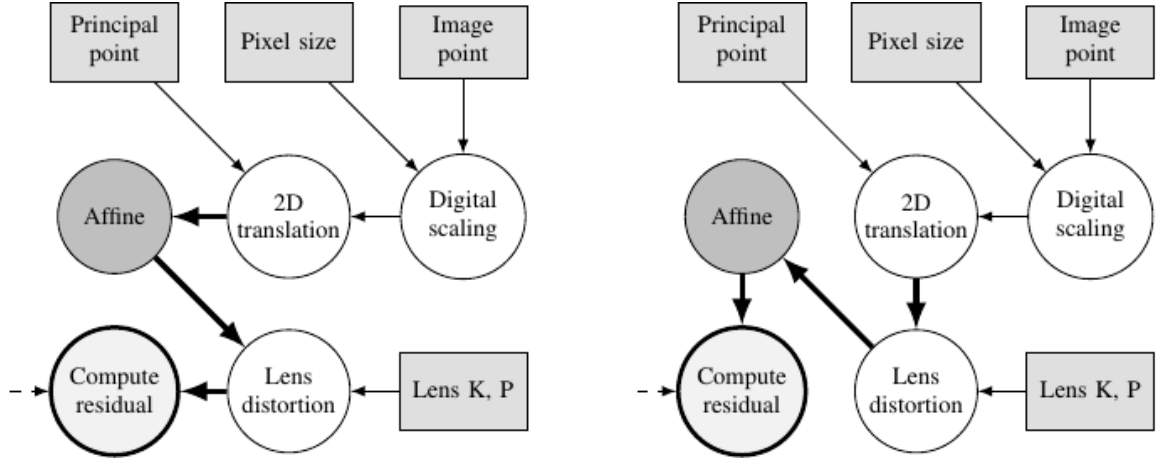 Principal
point
Pixel size
Image
point
Affine
2D
translation
Digital
scaling
Compute
residual
Lens
distortion
Lens K, P
Principal
point
Pixel size
Image
point
Affine
2D
translation
Digital
scaling
Compute
residual
Lens
distortion
Lens K, P